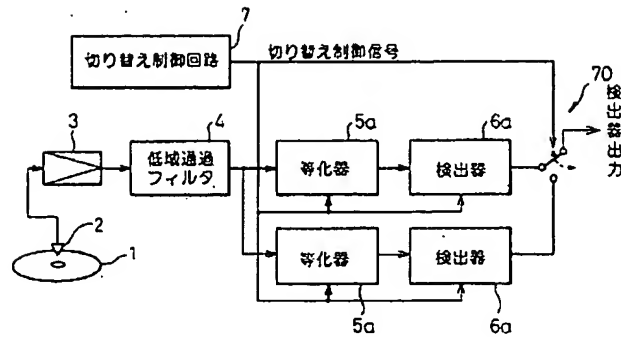 7
切り替え制御回路
切り替え制御信号
70
検出器出力
3
4
低域通過
フィルタ
5a
等化器
6a
検出器
2
1
等化器
5a
検出器
6a